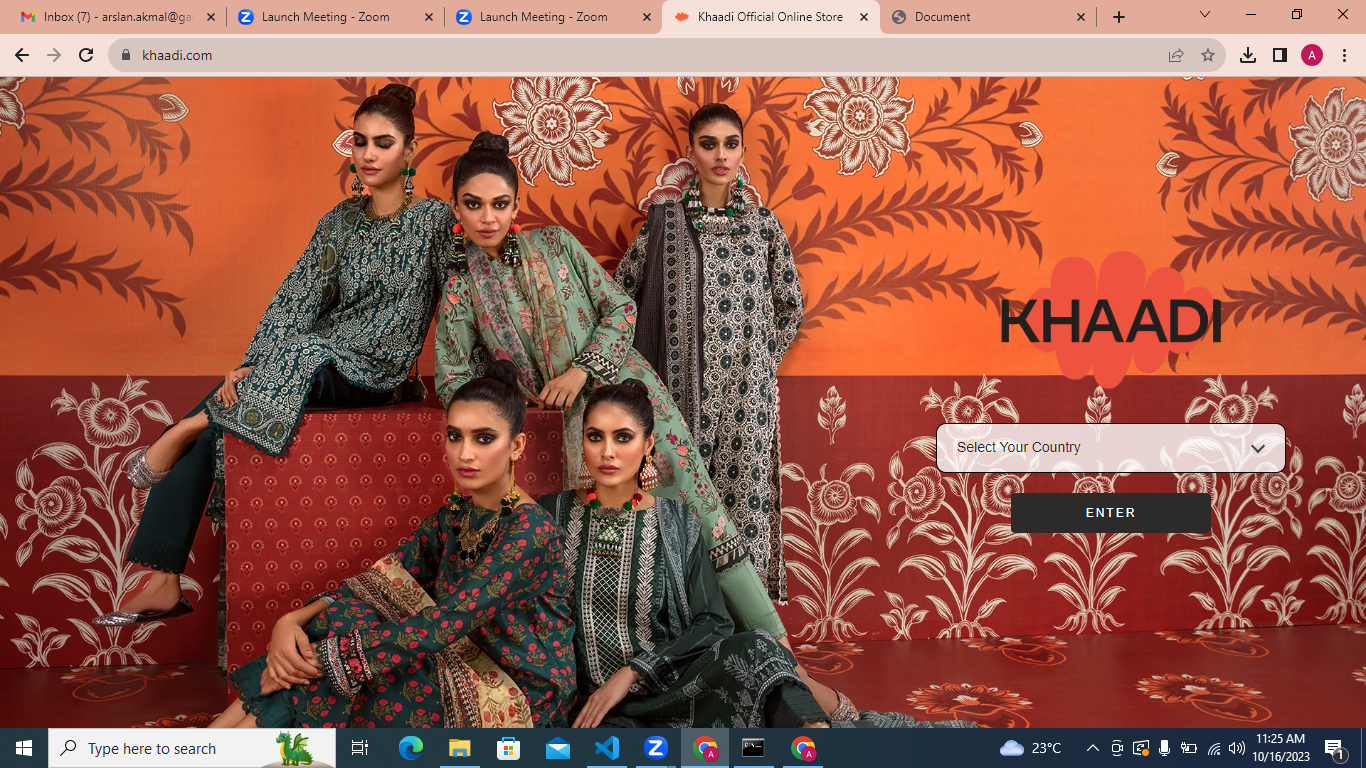 Inbox (7) - arslan.akmal@ga
Launch Meeting - Zoom
Launch Meeting - Zoom
Khaadi Official Online Store
Document
khaadi.com
A
KHAADI
Select Your Country
ENTER
Type here to search
23°C
11:25 AM
10/16/2023
1